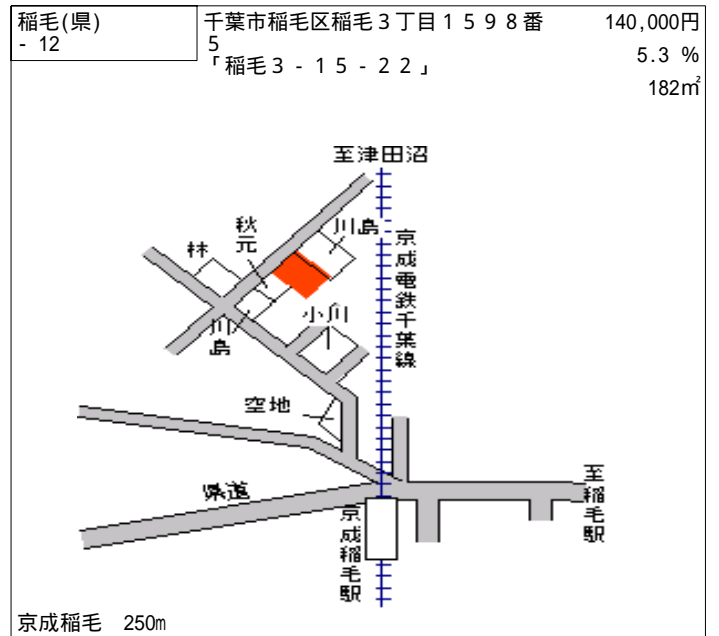 稲毛(県)
- 12
千葉市稲毛区稲毛３丁目１５９８番
5
「稲毛３-１５-２２」
140,000円
5.3 %
182㎡
至津田沼
川島
秋元
林
京成電鉄千葉線
小川
川島
空地
県道
至稲毛駅
京成稲毛駅
京成稲毛 250m